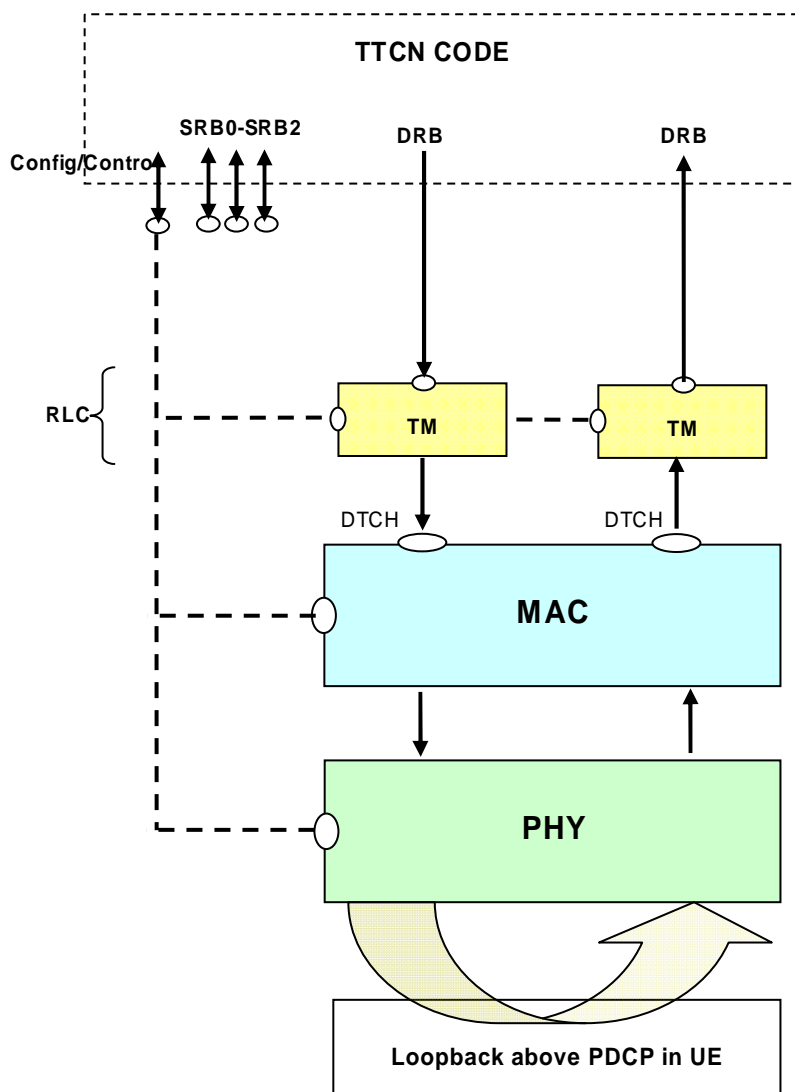 TTCN CODE
SRB0-SRB2
DRB
DRB
Config/Contro
RLC
TM
TM
DTCH
DTCH
MAC
PHY
Loopback above PDCP in UE